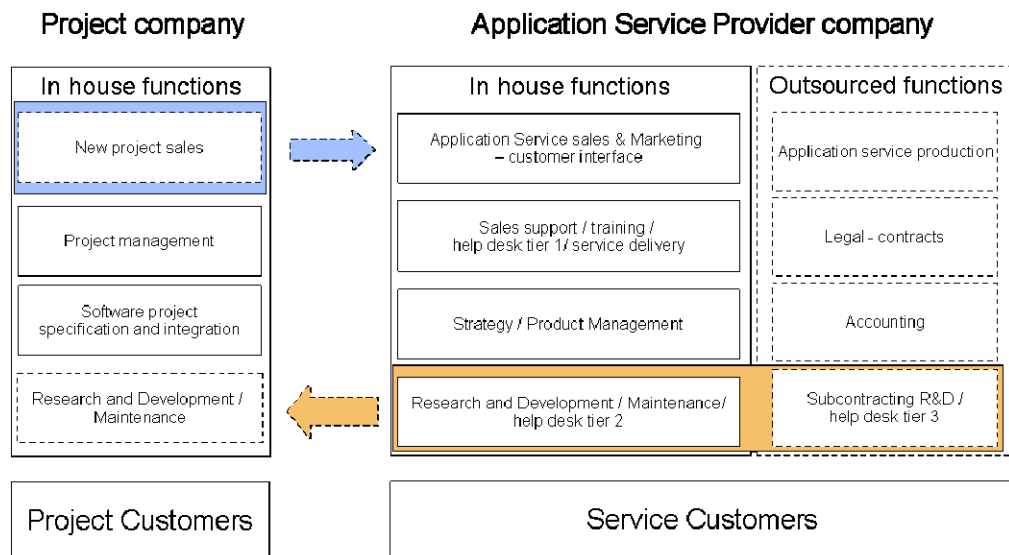 Project company
Application Service Provider company
In house functions
New project sales
Project management
Software project
specification and integration
Research and Development /
Maintenance
Project Customers
In house functions
Application Service sales & Marketing
– customer interface
Sales support / training /
help desk tier 1/ service delivery
Strategy / Product Management
Research and Development / Maintenance/
help desk tier 2
Outsourced functions
Application service production
Legal - contracts
Accounting
Subcontracting R&D /
help desk tier 3
Service Customers